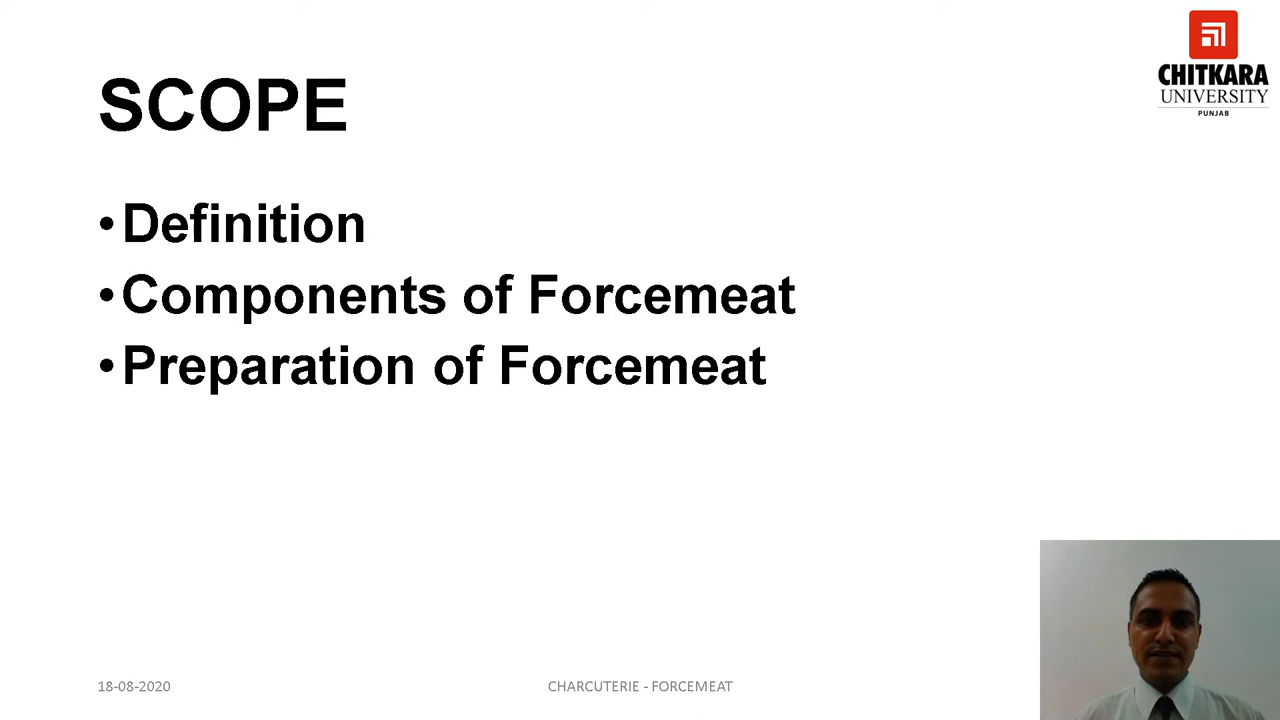 SCOPE
CHITKARA
UNIVERSITY
PUNJAB
•Definition
•Components of Forcemeat
•Preparation of Forcemeat
18-08-2020
CHARCUTERIE - FORCEMEAT